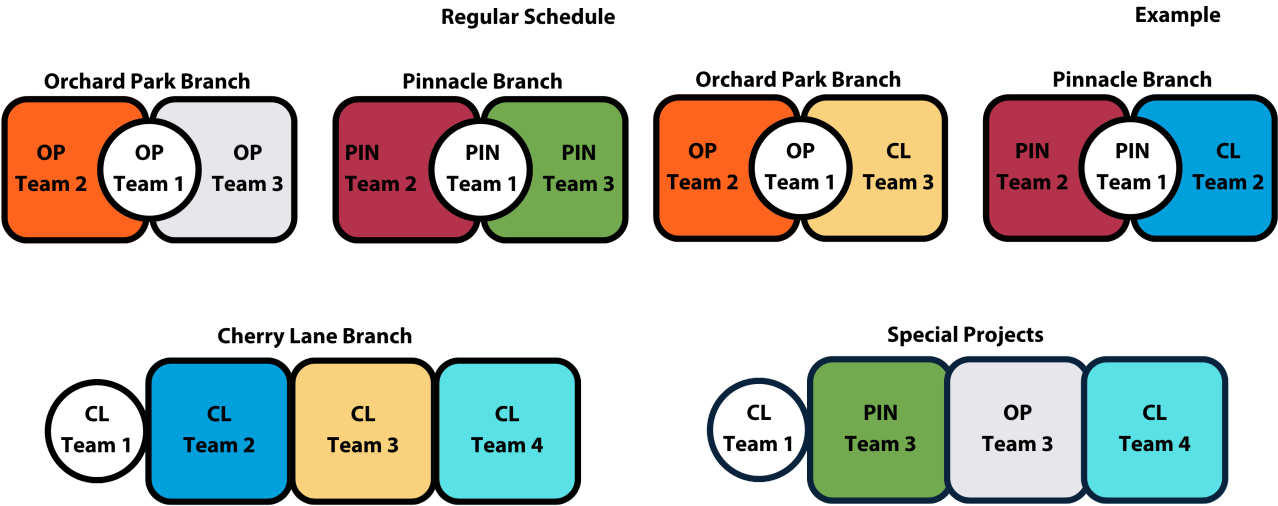 Regular Schedule
Example
Orchard Park Branch
Pinnacle Branch
Orchard Park Branch
Pinnacle Branch
OP
Team 2
OP
Team 1
OP
Team 3
PIN
Team 2
PIN
Team 1
PIN
Team 3
OP
Team 2
OP
Team 1
CL
Team 3
PIN
Team 2
PIN
Team 1
CL
Team 2
Cherry Lane Branch
Special Projects
CL
Team 1
CL
Team 2
CL
Team 3
CL
Team 4
CL
Team 1
PIN
Team 3
OP
Team 3
CL
Team 4